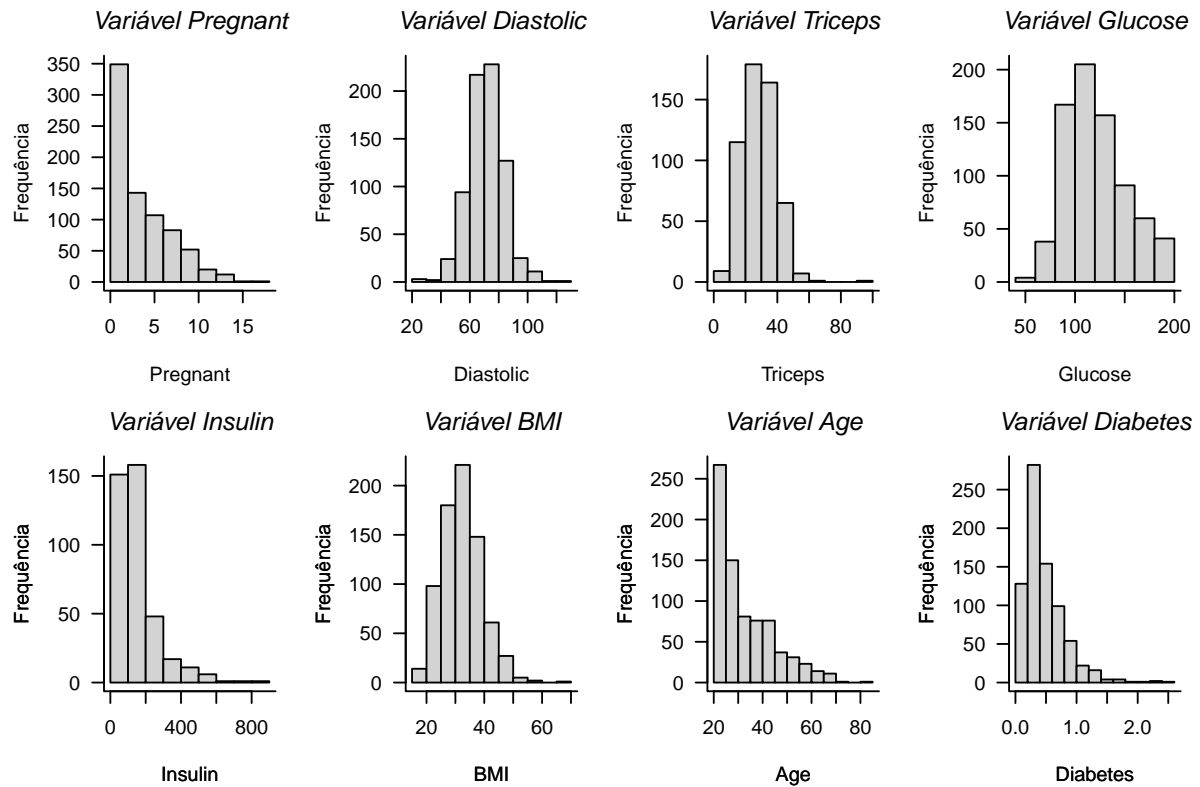 Variável Pregnant
350
300
250
200
150
100
50
0
Frequência
0 5 10 15
Pregnant
Variável Diastolic
200
150
100
50
0
Frequência
20 60 100
Diastolic
Variável Triceps
150
100
50
0
Frequência
0 40 80
Triceps
Variável Glucose
200
150
100
50
0
Frequência
50 100 200
Glucose
Variável Insulin
150
100
50
0
Frequência
0 400 800
Insulin
Variável BMI
200
150
100
50
0
Frequência
20 40 60
BMI
Variável Age
250
200
150
100
50
0
Frequência
20 40 60 80
Age
Variável Diabetes
250
200
150
100
50
0
Frequência
0.0 1.0 2.0
Diabetes